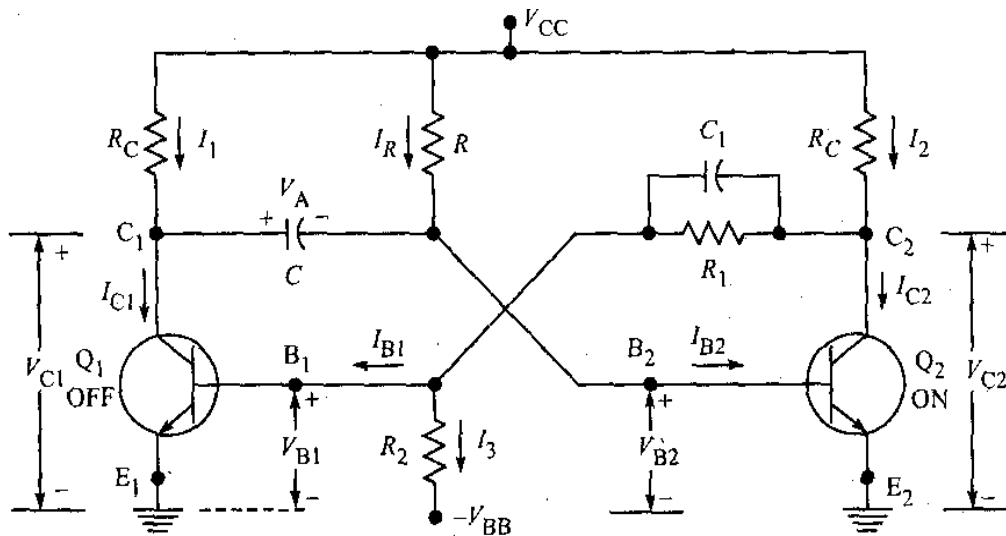 V_CC
R_C I_1 I_R R C_1 R_C I_2
V_A
+ −
C_1 C R_1 C_2
+ +
I_C1 I_C2
V_C1 Q_1 OFF B_1 I_B1 B_2 I_B2 Q_2 ON V_C2
+ +
V_B1 R_2 I_3 V_B2
E_1 E_2
− − − −
−V_BB